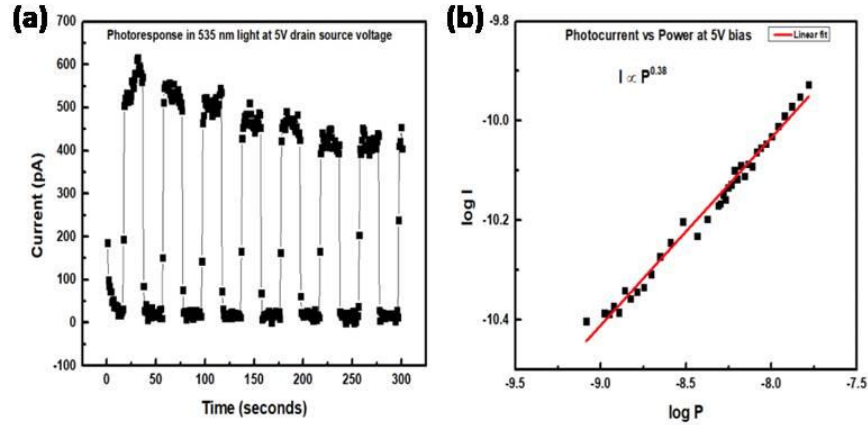 (a)
Photoresponse in 535 nm light at 5V drain source voltage
700
600
500
400
300
200
100
0
-100
Current (pA)
0 50 100 150 200 250 300
Time (seconds)
(b)
Photocurrent vs Power at 5V bias
Linear fit
I ∝ P^0.38
-9.8
-10.0
-10.2
-10.4
log I
-9.5 -9.0 -8.5 -8.0 -7.5
log P